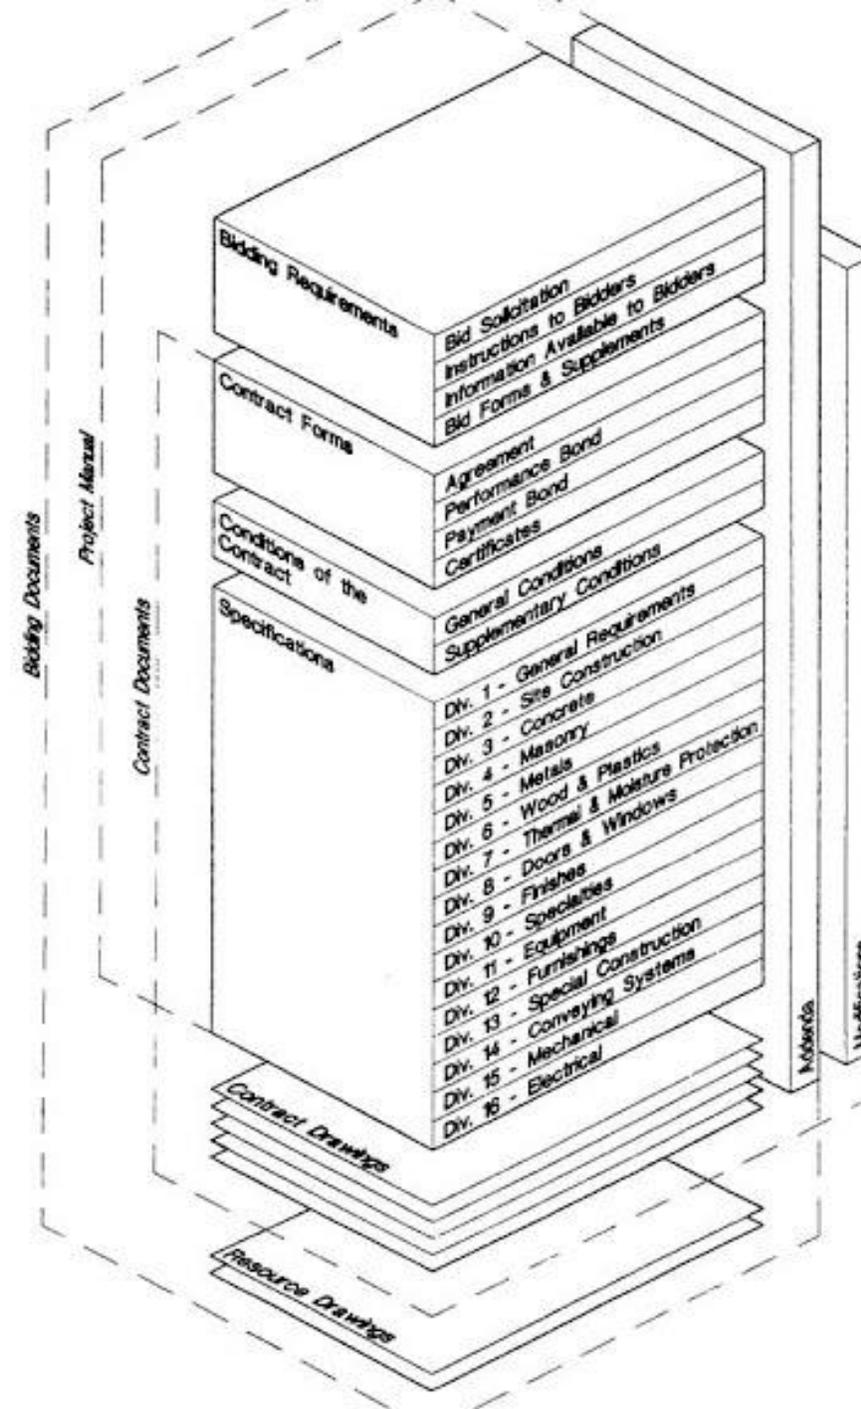 Bidding Requirements
Bid Solicitation
Instructions to Bidders
Information Available to Bidders
Bid Forms & Supplements
Contract Forms
Agreement
Performance Bond
Payment Bond
Certificates
Conditions of the
Contract
General Conditions
Supplementary Conditions
Specifications
Div. 1 - General Requirements
Div. 2 - Site Construction
Div. 3 - Concrete
Div. 4 - Masonry
Div. 5 - Metals
Div. 6 - Wood & Plastics
Div. 7 - Thermal & Moisture Protection
Div. 8 - Doors & Windows
Div. 9 - Finishes
Div. 10 - Specialties
Div. 11 - Equipment
Div. 12 - Furnishings
Div. 13 - Special Construction
Div. 14 - Conveying Systems
Div. 15 - Mechanical
Div. 16 - Electrical
Contract Drawings
Resource Drawings
Bidding Documents
Project Manual
Contract Documents
Addenda